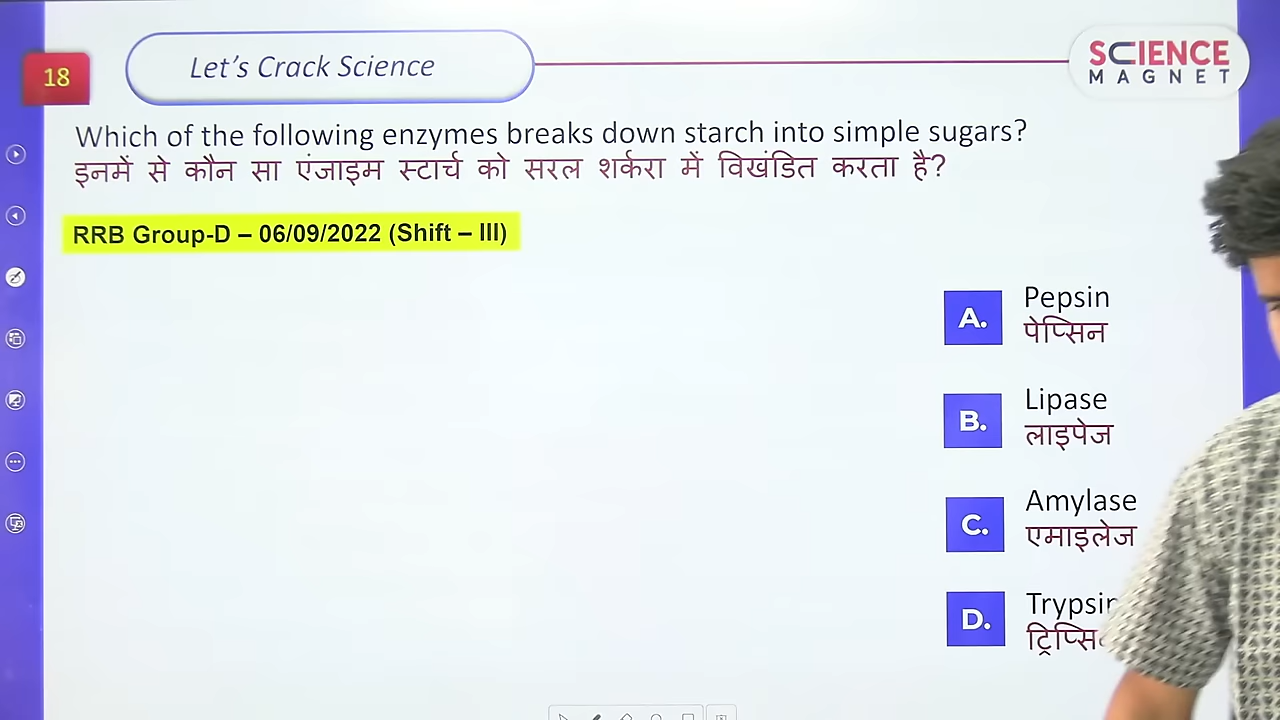 18
Let's Crack Science
SCIENCE
MAGNET
Which of the following enzymes breaks down starch into simple sugars?
इनमें से कौन सा एंजाइम स्टार्च को सरल शर्करा में विखंडित करता है?
RRB Group-D – 06/09/2022 (Shift – III)
A. Pepsin
पेप्सिन
B. Lipase
लाइपेज
C. Amylase
एमाइलेज
D.